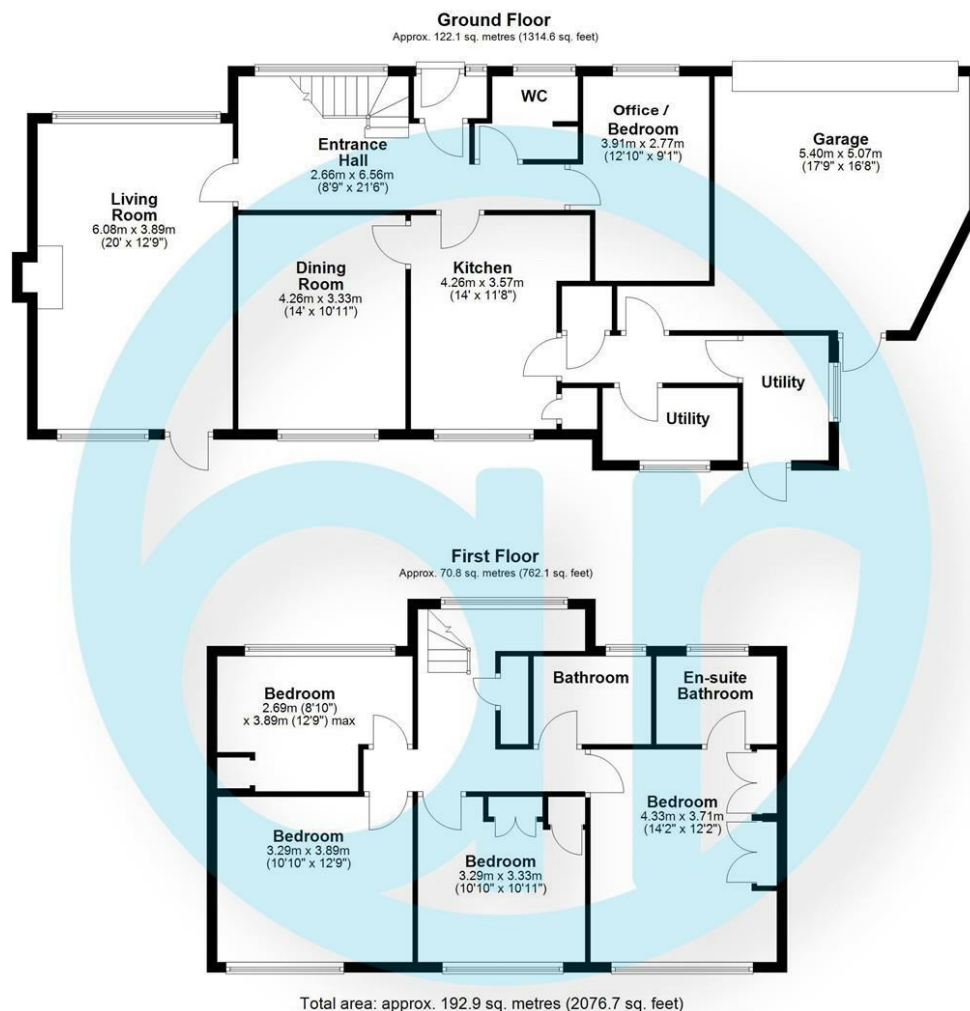 Ground Floor
Approx. 122.1 sq. metres (1314.6 sq. feet)
WC
Office /
Bedroom
3.91m x 2.77m
(12'10" x 9'1")
Garage
5.40m x 5.07m
(17'9" x 16'8")
Entrance
Hall
2.66m x 6.56m
(8'9" x 21'6")
Living
Room
6.08m x 3.89m
(20' x 12'9")
Dining
Room
4.26m x 3.33m
(14' x 10'11")
Kitchen
4.26m x 3.57m
(14' x 11'8")
Utility
Utility
First Floor
Approx. 70.8 sq. metres (762.1 sq. feet)
Bedroom
2.69m (8'10")
x 3.89m (12'9") max
Bathroom
En-suite
Bathroom
Bedroom
3.29m x 3.89m
(10'10" x 12'9")
Bedroom
3.29m x 3.33m
(10'10" x 10'11")
Bedroom
4.33m x 3.71m
(14'2" x 12'2")
Total area: approx. 192.9 sq. metres (2076.7 sq. feet)